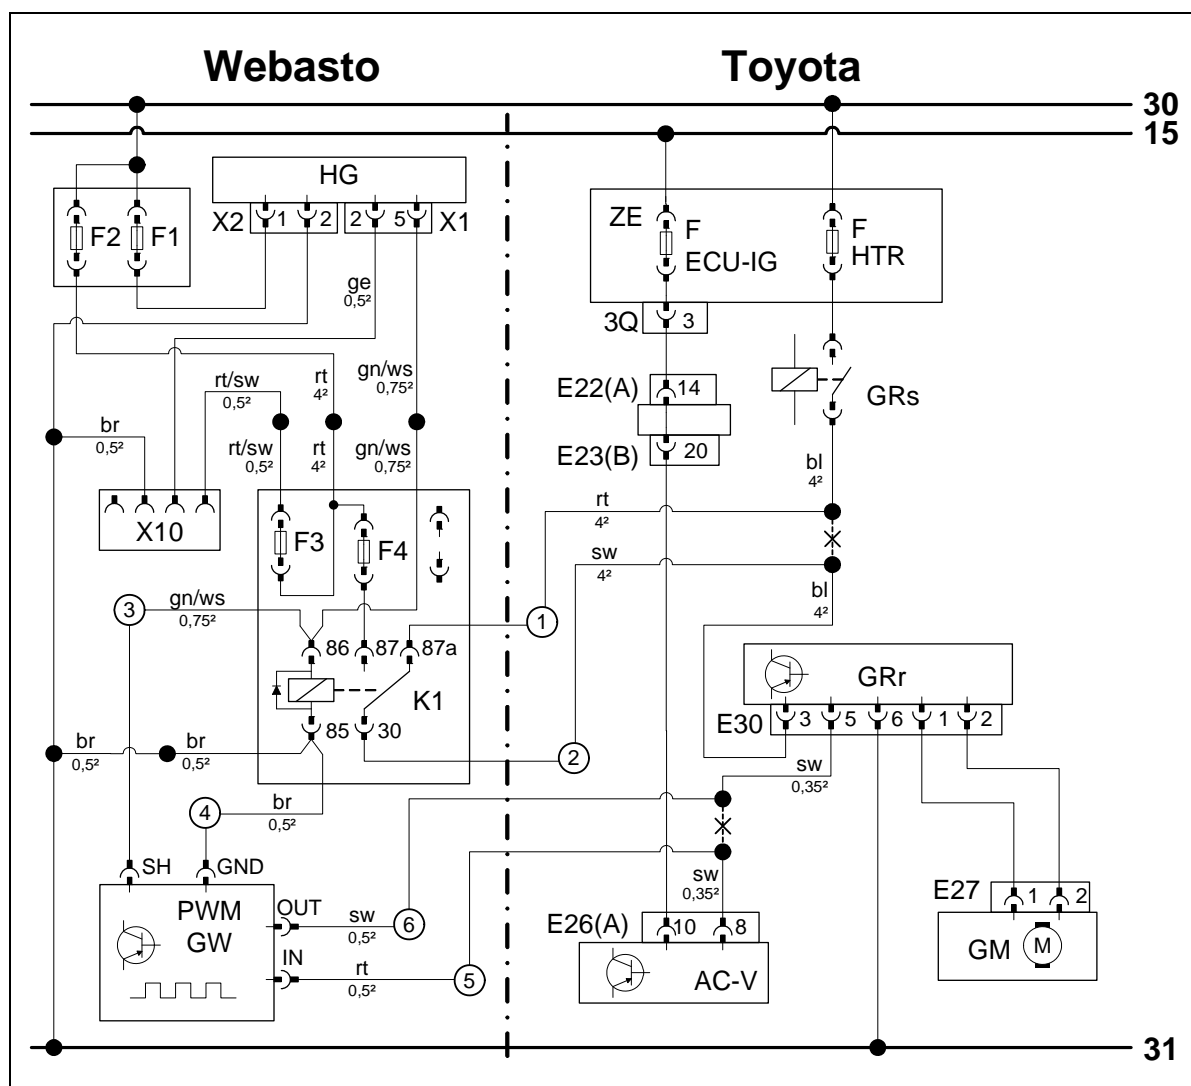 Webasto Toyota
30
15
HG
ZE F
ECU-IG
F
HTR
F2 F1 X2 1 2 2 5 X1
ge
0,5²
3Q 3
rt/sw
0,5²
rt
4²
gn/ws
0,75²
E22(A) 14
GRs
br
0,5²
rt/sw
0,5²
rt
4²
gn/ws
0,75²
E23(B) 20
bl
4²
X10
rt
4²
F3 F4
sw
4²
bl
4²
3
gn/ws
0,75²
1
86 87 87a
GRr
K1
85 30
E30 3 5 6 1 2
br
0,5²
br
0,5²
2
sw
0,35²
4
br
0,5²
SH GND
sw
0,35²
E27 1 2
PWM
GW
OUT
sw
0,5²
6
E26(A) 10 8
GM M
IN
rt
0,5²
5
AC-V
31